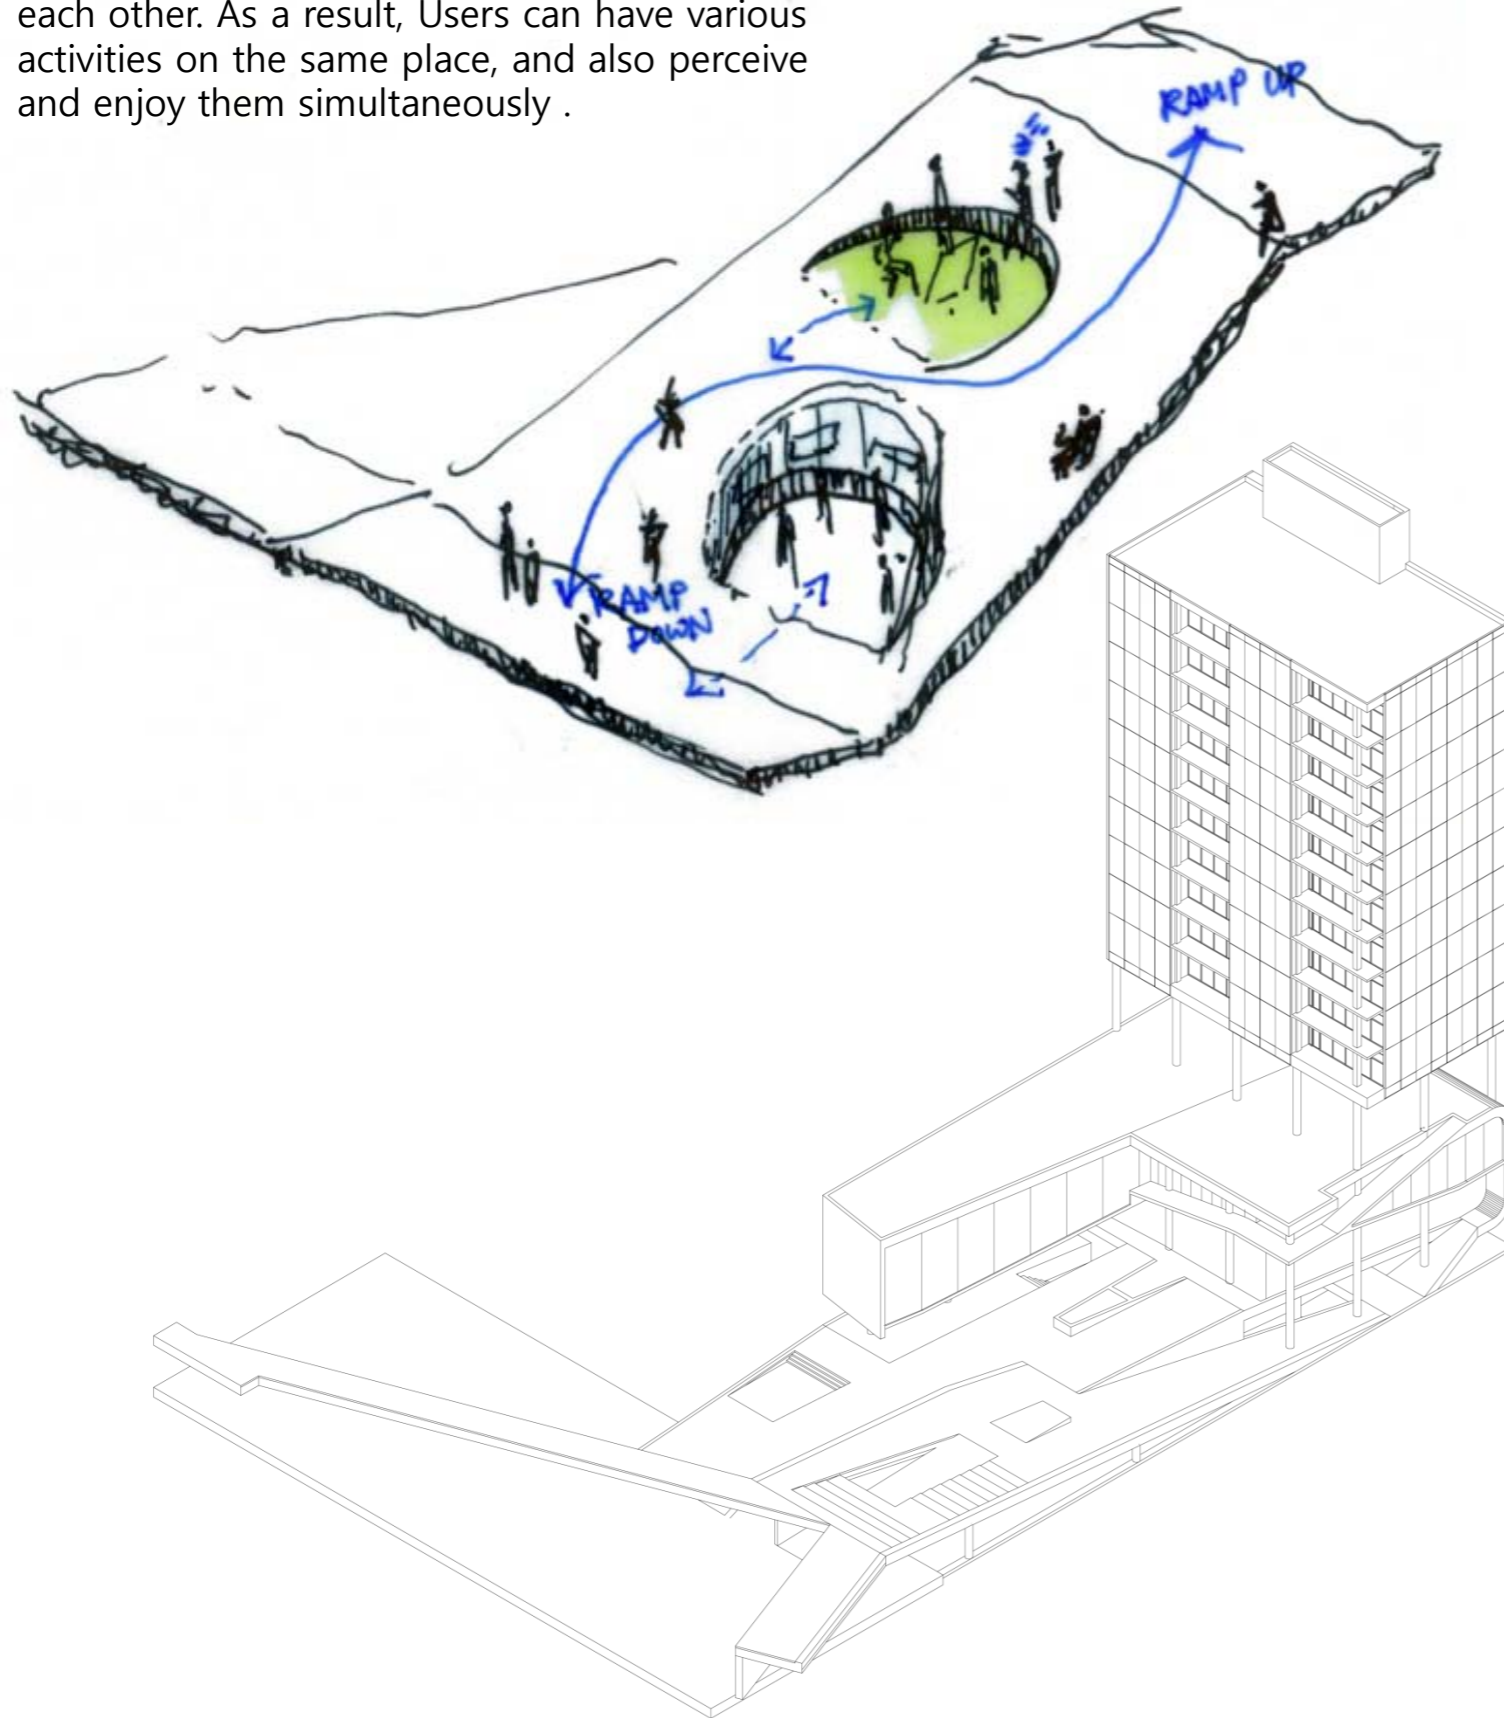 each other. As a result, Users can have various
activities on the same place, and also perceive
and enjoy them simultaneously .
RAMP UP
RAMP
DOWN